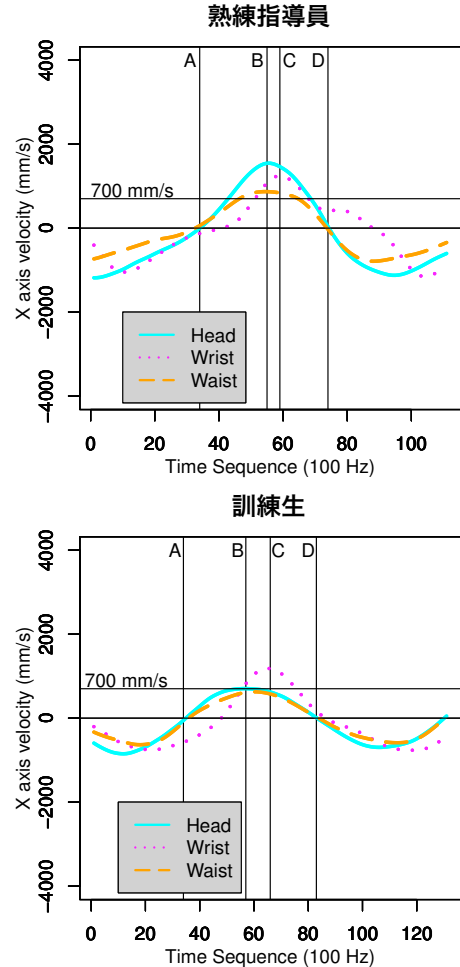 熟練指導員
A B C D
4000
2000
0
−2000
−4000
X axis velocity (mm/s)
700 mm/s
Head
Wrist
Waist
0 20 40 60 80 100
Time Sequence (100 Hz)
訓練生
A B C D
4000
2000
0
−2000
−4000
X axis velocity (mm/s)
700 mm/s
Head
Wrist
Waist
0 20 40 60 80 100 120
Time Sequence (100 Hz)